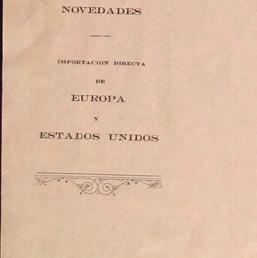 NOVEDADES
IMPORTACION DIRECTA
DE
EUROPA
Y
ESTADOS UNIDOS